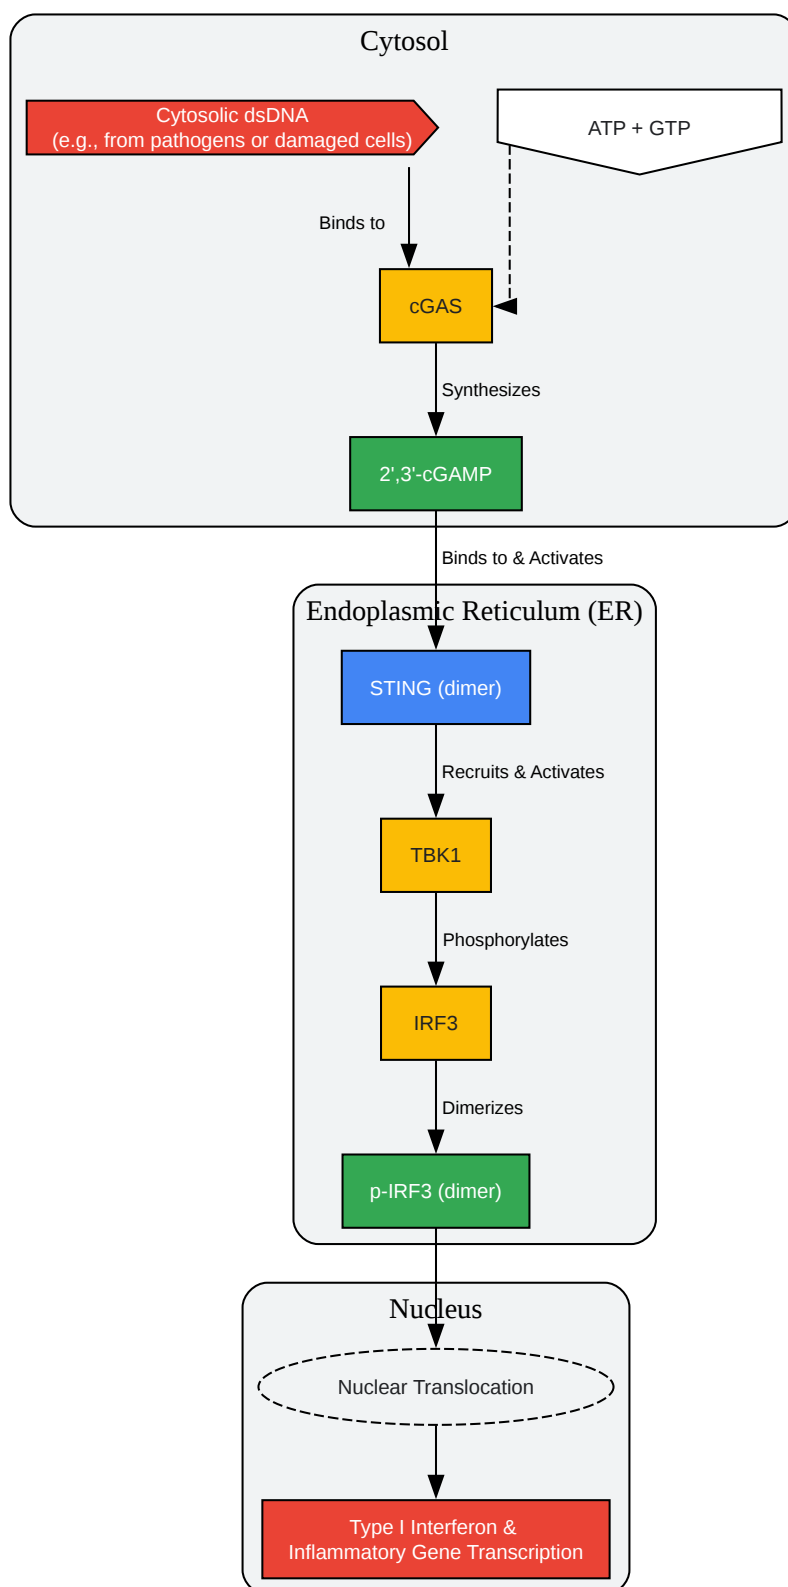 Cytosol
Cytosolic dsDNA
(e.g., from pathogens or damaged cells)
ATP + GTP
Binds to
cGAS
Synthesizes
2',3'-cGAMP
Binds to & Activates
Endoplasmic Reticulum (ER)
STING (dimer)
Recruits & Activates
TBK1
Phosphorylates
IRF3
Dimerizes
p-IRF3 (dimer)
Nucleus
Nuclear Translocation
Type I Interferon &
Inflammatory Gene Transcription